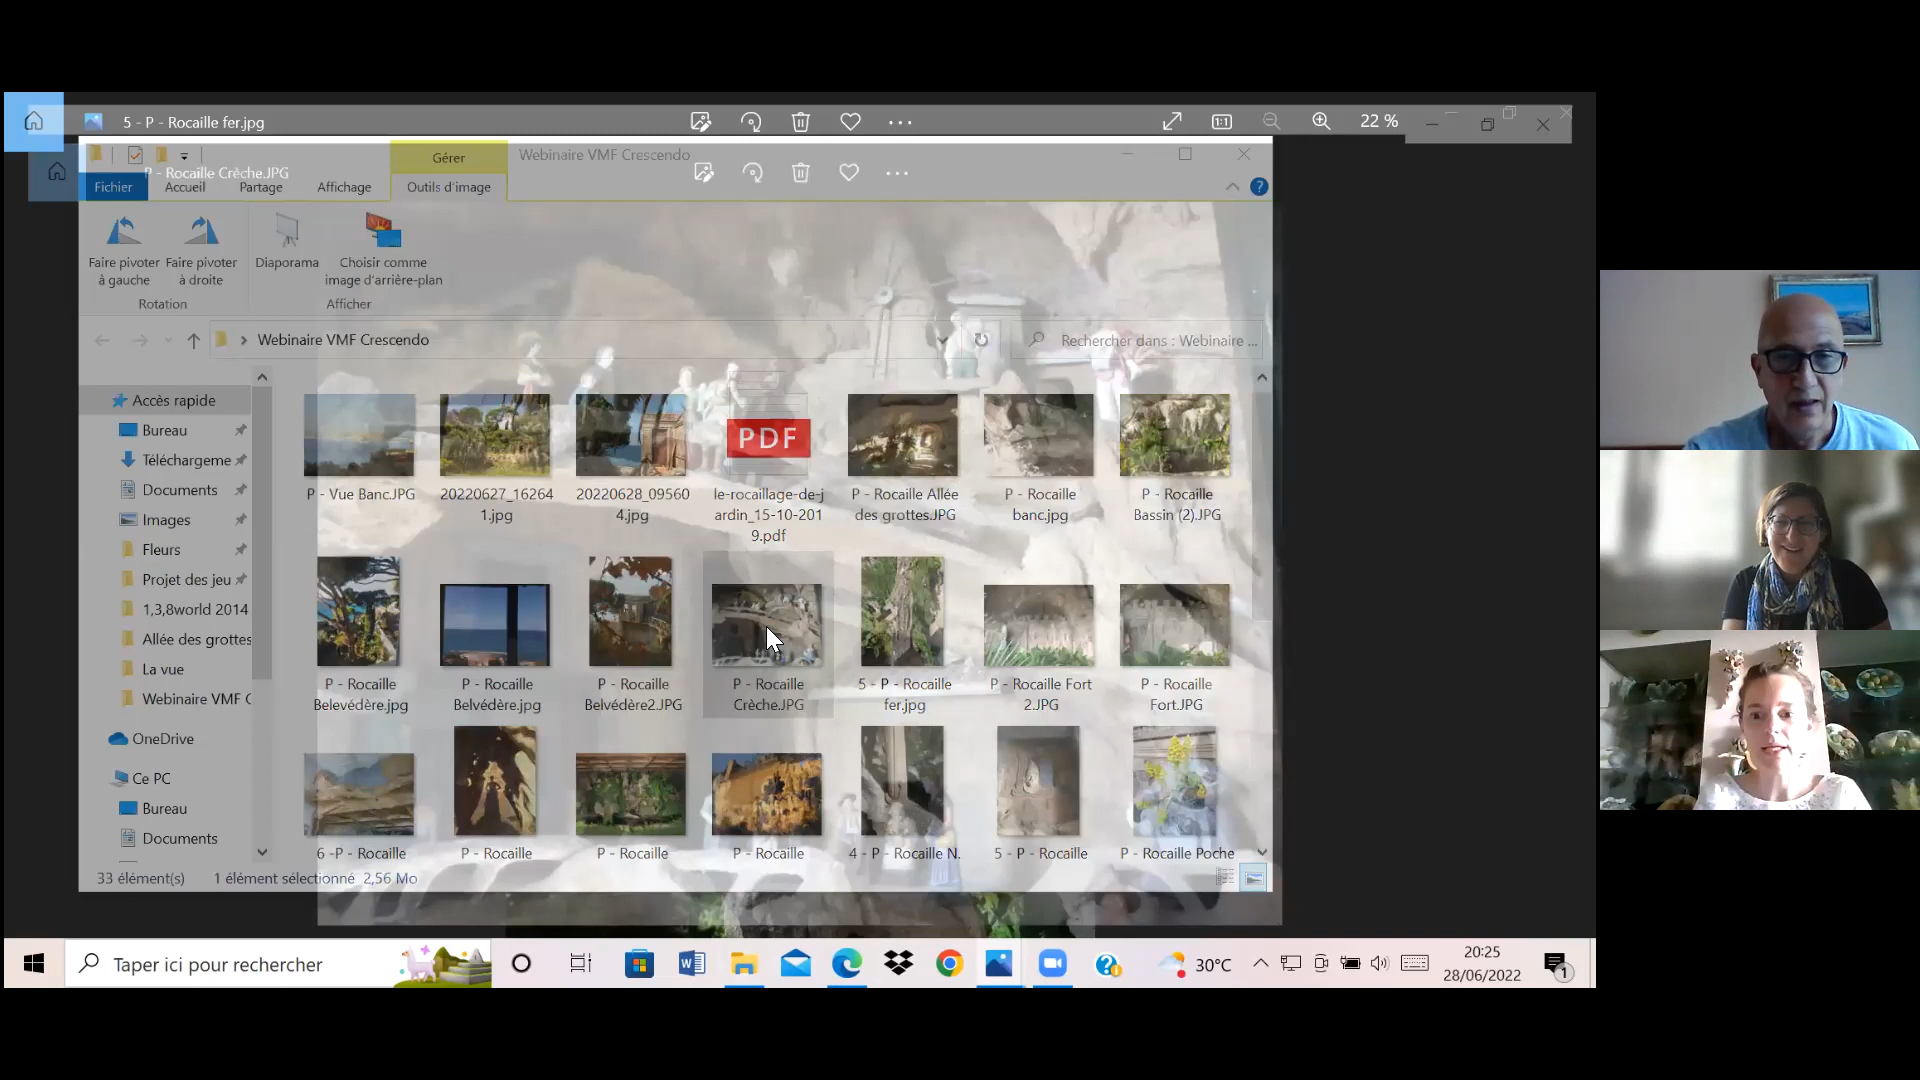 5 - P - Rocaille fer.jpg
22 %
P - Rocaille Crèche.JPG
Gérer
Webinaire VMF Crescendo
Fichier
Accueil
Partage
Affichage
Outils d'image
Faire pivoter
à gauche
Faire pivoter
à droite
Diaporama
Choisir comme
image d'arrière-plan
Rotation
Afficher
Webinaire VMF Crescendo
Rechercher dans : Webinaire ...
Accès rapide
Bureau
Téléchargeme
Documents
Images
Fleurs
Projet des jeu
1,3,8world 2014
Allée des grottes
La vue
Webinaire VMF C
OneDrive
Ce PC
Bureau
Documents
P - Vue Banc.JPG
20220627_16264
1.jpg
20220628_09560
4.jpg
PDF
le-rocaillage-de-j
ardin_15-10-201
9.pdf
P - Rocaille Allée
des grottes.JPG
P - Rocaille
banc.jpg
P - Rocaille
Bassin (2).JPG
P - Rocaille
Belevédère.jpg
P - Rocaille
Belvédère.jpg
P - Rocaille
Belvédère2.JPG
P - Rocaille
Crèche.JPG
5 - P - Rocaille
fer.jpg
P - Rocaille Fort
2.JPG
P - Rocaille
Fort.JPG
6 -P - Rocaille
P - Rocaille
P - Rocaille
P - Rocaille
4 - P - Rocaille N.
5 - P - Rocaille
P - Rocaille Poche
33 élément(s)
1 élément sélectionné 2,56 Mo
Taper ici pour rechercher
30°C
20:25
28/06/2022
1